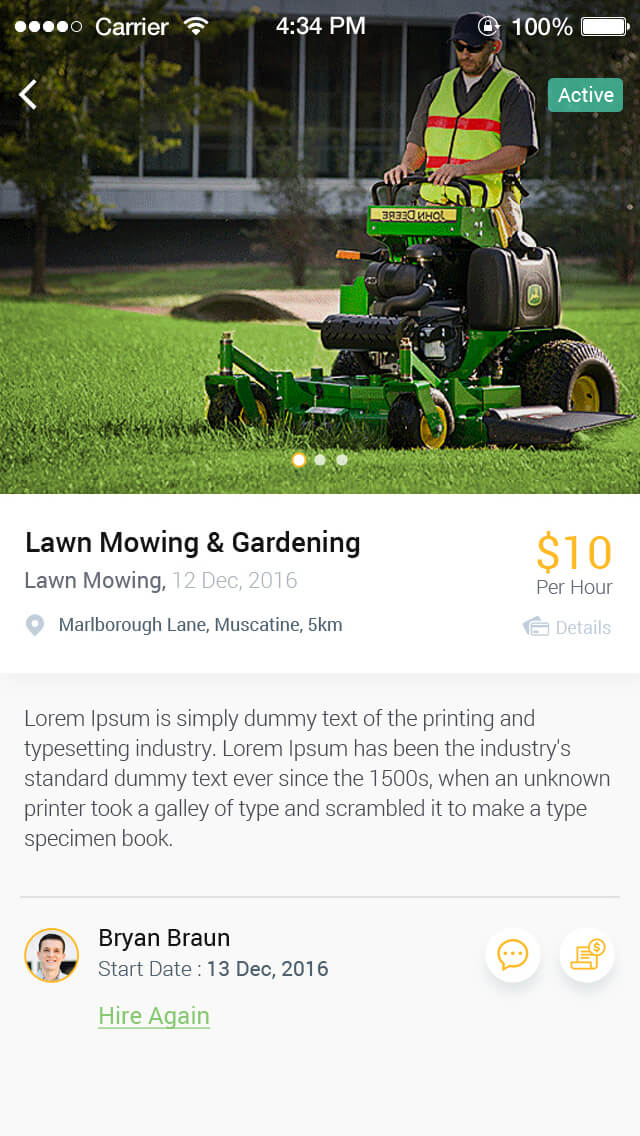 Carrier 4:34 PM 100%
Active
JOHN DEERE
Lawn Mowing & Gardening
$10
Lawn Mowing, 12 Dec, 2016
Per Hour
Marlborough Lane, Muscatine, 5km
Details
Lorem Ipsum is simply dummy text of the printing and
typesetting industry. Lorem Ipsum has been the industry's
standard dummy text ever since the 1500s, when an unknown
printer took a galley of type and scrambled it to make a type
specimen book.
Bryan Braun
Start Date : 13 Dec, 2016
$
Hire Again